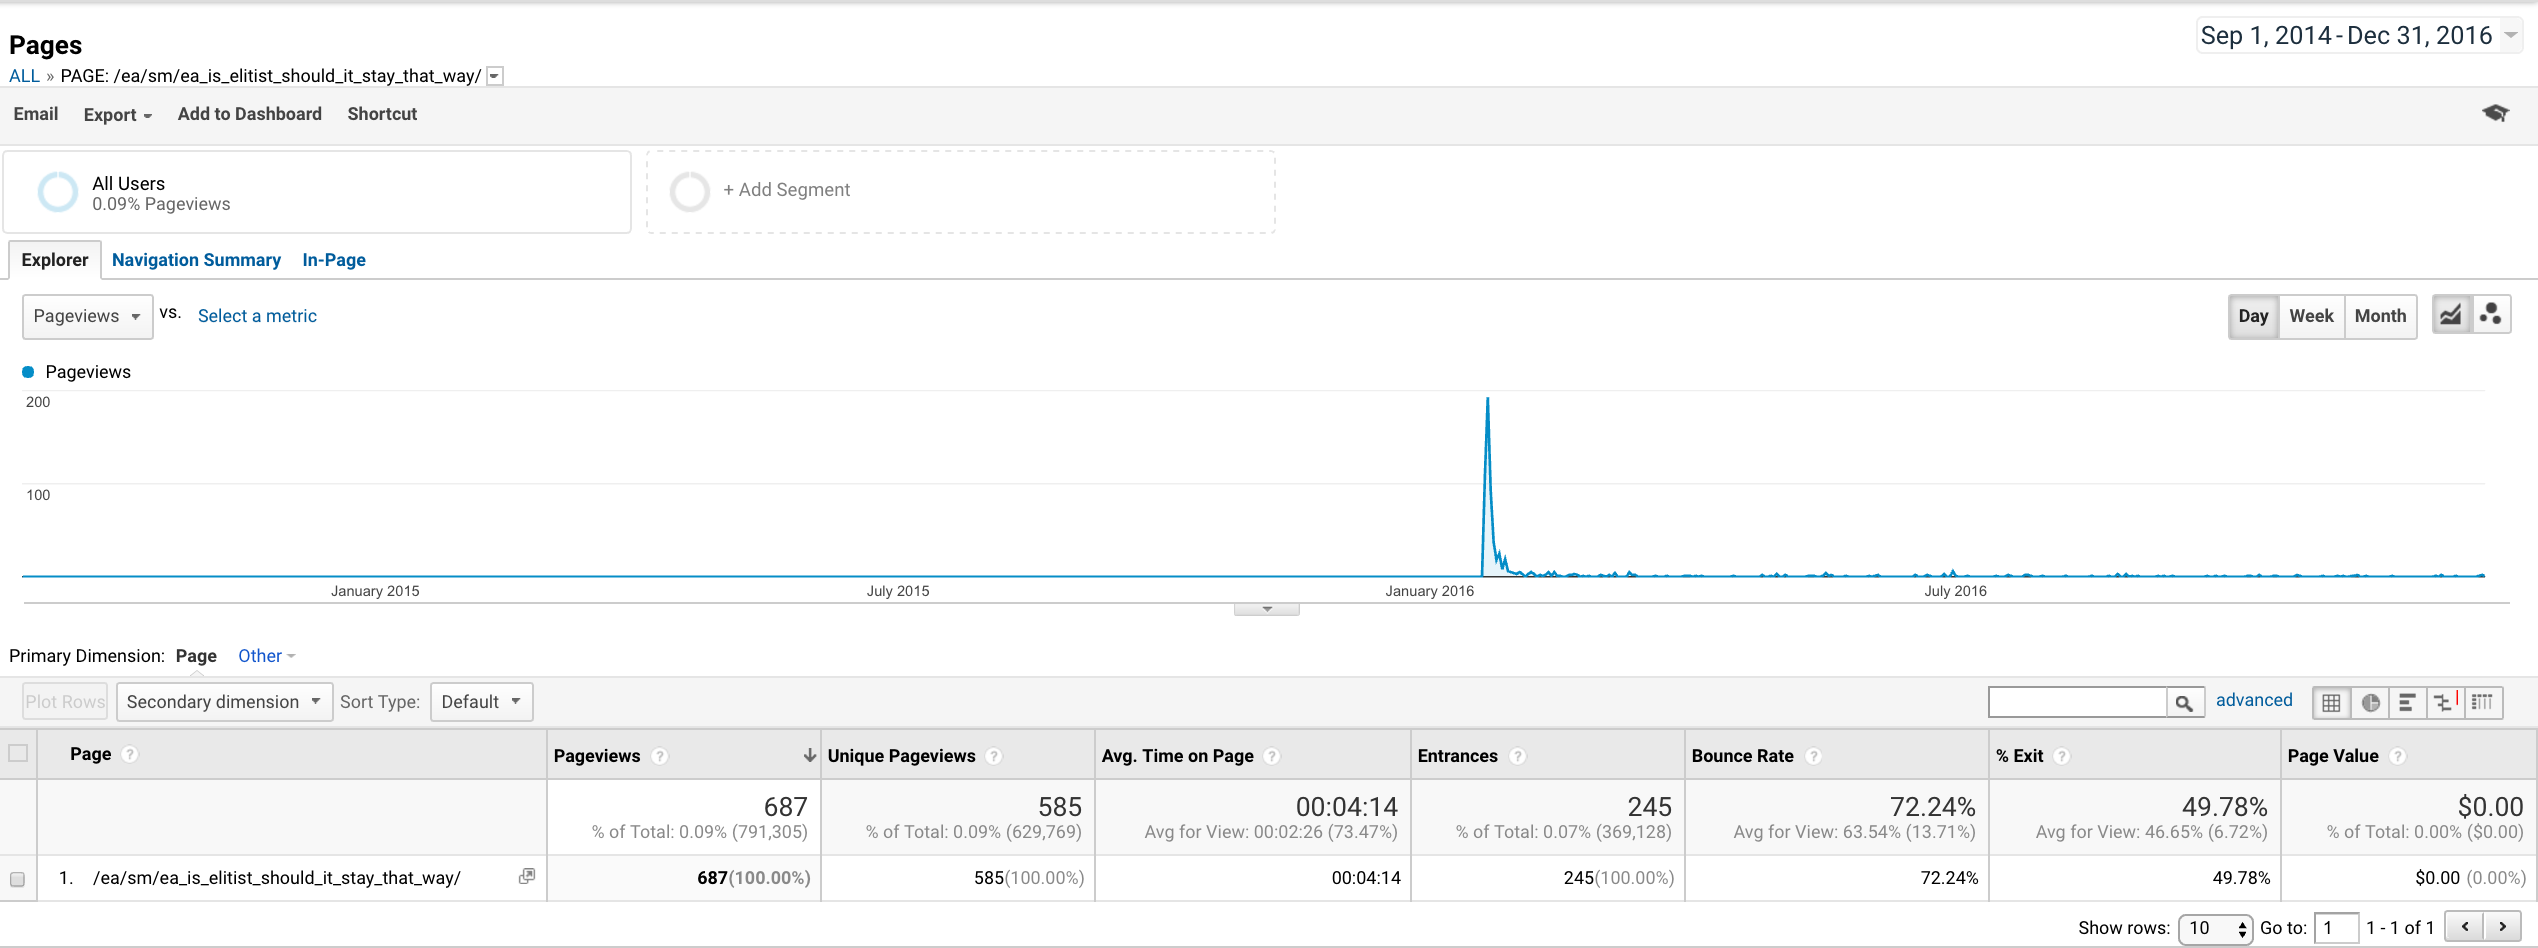 Pages
Sep 1, 2014 - Dec 31, 2016
ALL » PAGE: /ea/sm/ea_is_elitist_should_it_stay_that_way/
Email Export Add to Dashboard Shortcut
All Users
0.09% Pageviews
+ Add Segment
Explorer Navigation Summary In-Page
Pageviews vs. Select a metric
Day Week Month
Pageviews
200
100
January 2015 July 2015 January 2016 July 2016
Primary Dimension: Page Other
Plot Rows Secondary dimension Sort Type: Default advanced
Page ? Pageviews ? Unique Pageviews ? Avg. Time on Page ? Entrances ? Bounce Rate ? % Exit ? Page Value ?
687 585 00:04:14 245 72.24% 49.78% $0.00
% of Total: 0.09% (791,305) % of Total: 0.09% (629,769) Avg for View: 00:02:26 (73.47%) % of Total: 0.07% (369,128) Avg for View: 63.54% (13.71%) Avg for View: 46.65% (6.72%) % of Total: 0.00% ($0.00)
1. /ea/sm/ea_is_elitist_should_it_stay_that_way/ 687(100.00%) 585(100.00%) 00:04:14 245(100.00%) 72.24% 49.78% $0.00 (0.00%)
Show rows: 10 Go to: 1 1 - 1 of 1